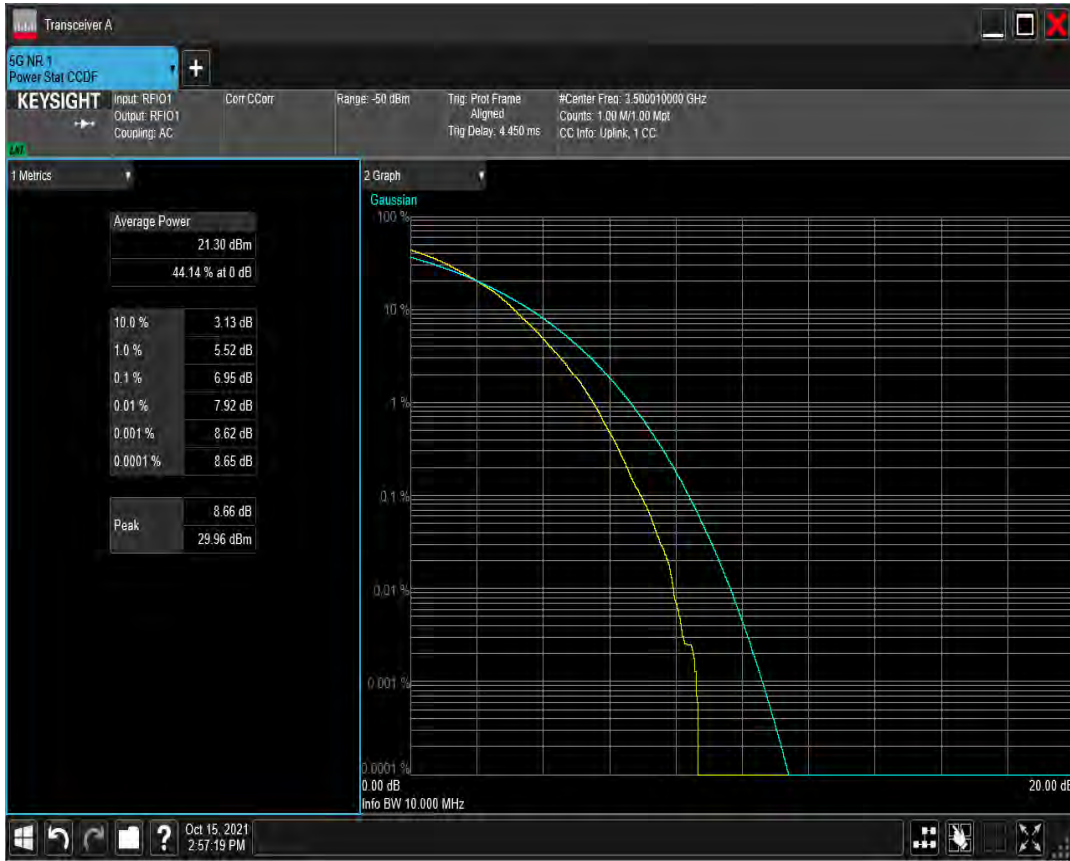 Transceiver A
5G NR 1
Power Stat CCDF
+
KEYSIGHT
Input: RFIO1
Output: RFIO1
Coupling: AC
Corr CCorr
Range: -50 dBm
Trig: Prot Frame
Aligned
Trig Delay: 4.450 ms
#Center Freq: 3.500010000 GHz
Counts: 1.00 M/1.00 Mpt
CC Info: Uplink, 1 CC
1 Metrics
Average Power
21.30 dBm
44.14 % at 0 dB
10.0 % 3.13 dB
1.0 % 5.52 dB
0.1 % 6.95 dB
0.01 % 7.92 dB
0.001 % 8.62 dB
0.0001 % 8.65 dB
Peak
8.66 dB
29.96 dBm
2 Graph
Gaussian
100 %
10 %
1 %
0.1 %
0.01 %
0.001 %
0.0001 %
0.00 dB 20.00 dB
Info BW 10.000 MHz
?
Oct 15, 2021
2:57:19 PM